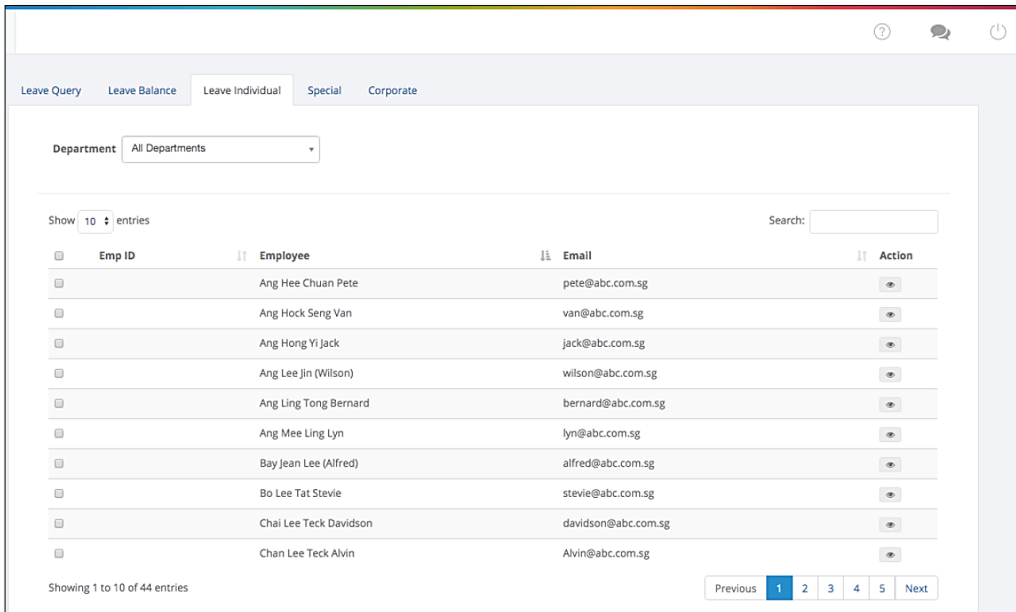 Leave Query Leave Balance Leave Individual Special Corporate
Department All Departments
Show 10 entries Search:
Emp ID Employee Email Action
Ang Hee Chuan Pete pete@abc.com.sg
Ang Hock Seng Van van@abc.com.sg
Ang Hong Yi Jack jack@abc.com.sg
Ang Lee Jin (Wilson) wilson@abc.com.sg
Ang Ling Tong Bernard bernard@abc.com.sg
Ang Mee Ling Lyn lyn@abc.com.sg
Bay Jean Lee (Alfred) alfred@abc.com.sg
Bo Lee Tat Stevie stevie@abc.com.sg
Chai Lee Teck Davidson davidson@abc.com.sg
Chan Lee Teck Alvin Alvin@abc.com.sg
Showing 1 to 10 of 44 entries Previous 1 2 3 4 5 Next